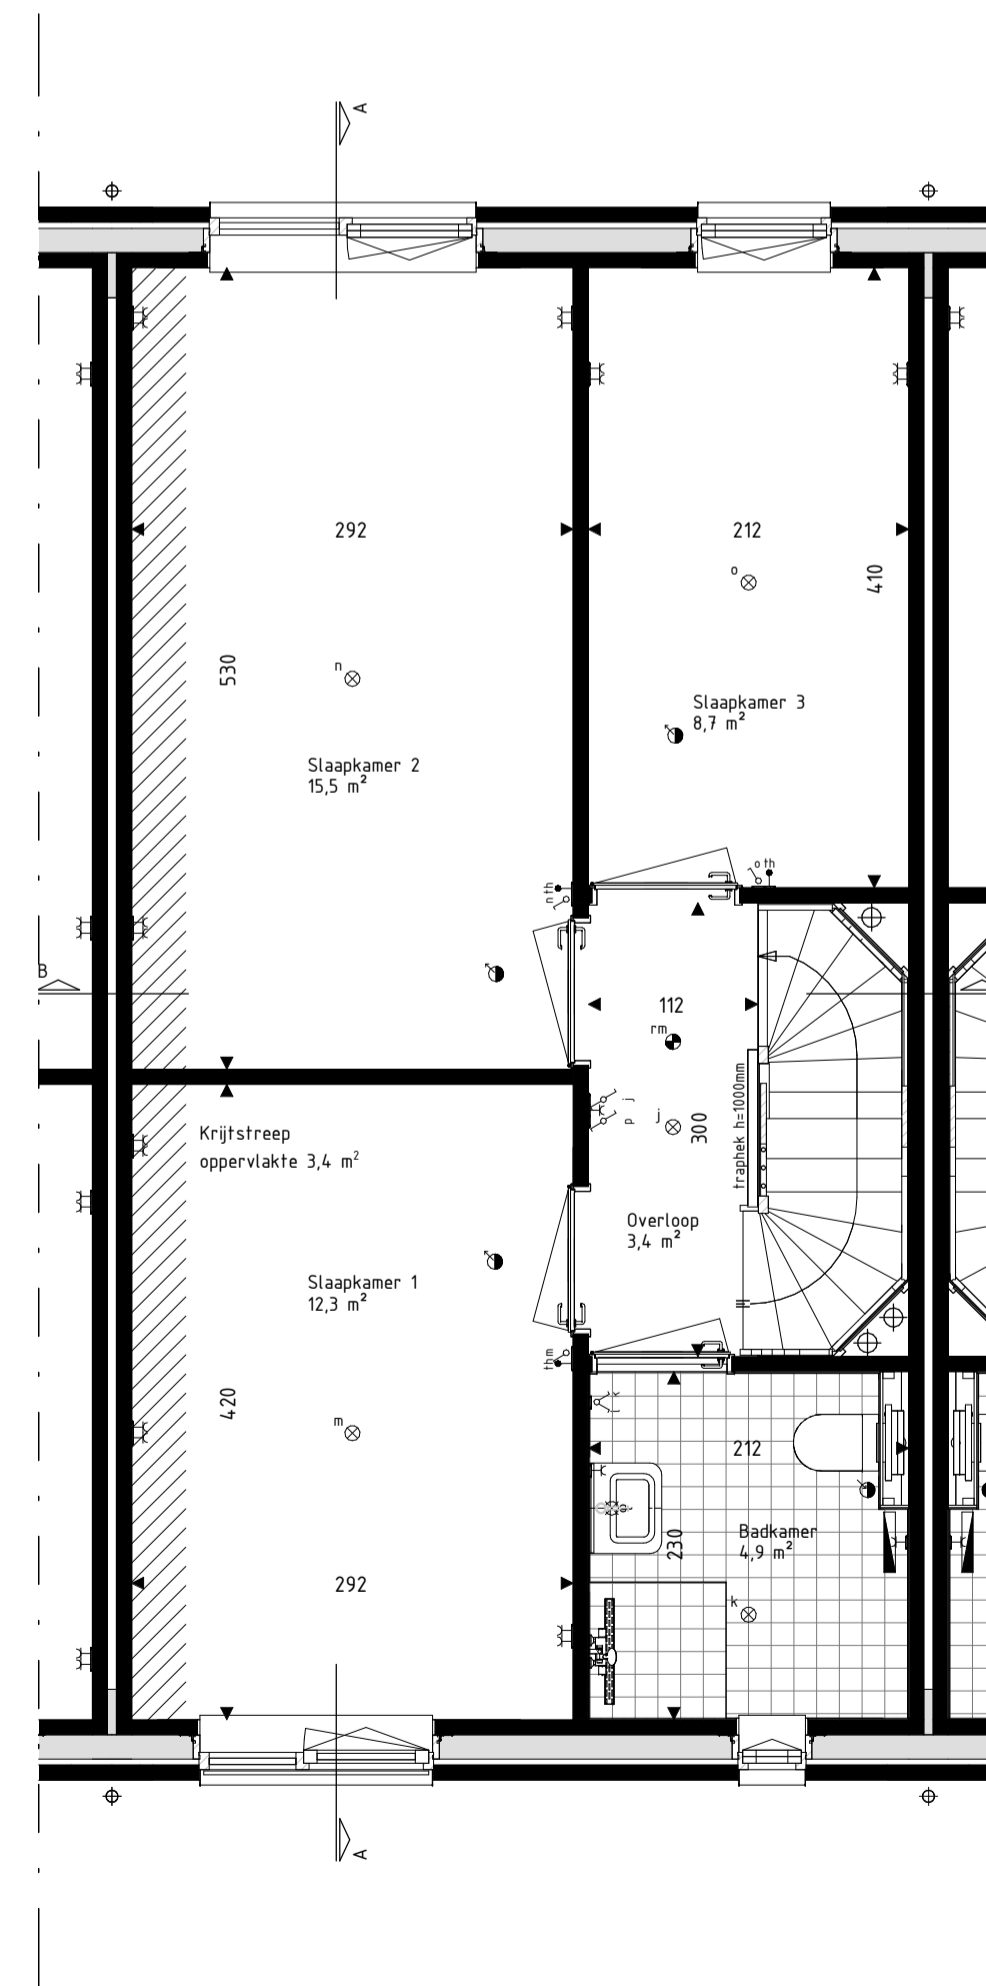 A
292
212
o
410
530
n
Slaapkamer 3
8,7 m²
Slaapkamer 2
15,5 m²
o th
n th
B
112
rm
p j
j
300
traphek h=1000mm
Krijtstreep
oppervlakte 3,4 m²
Overloop
3,4 m²
Slaapkamer 1
12,3 m²
thm
420
m
k
212
Badkamer
4,9 m²
230
292
k
A